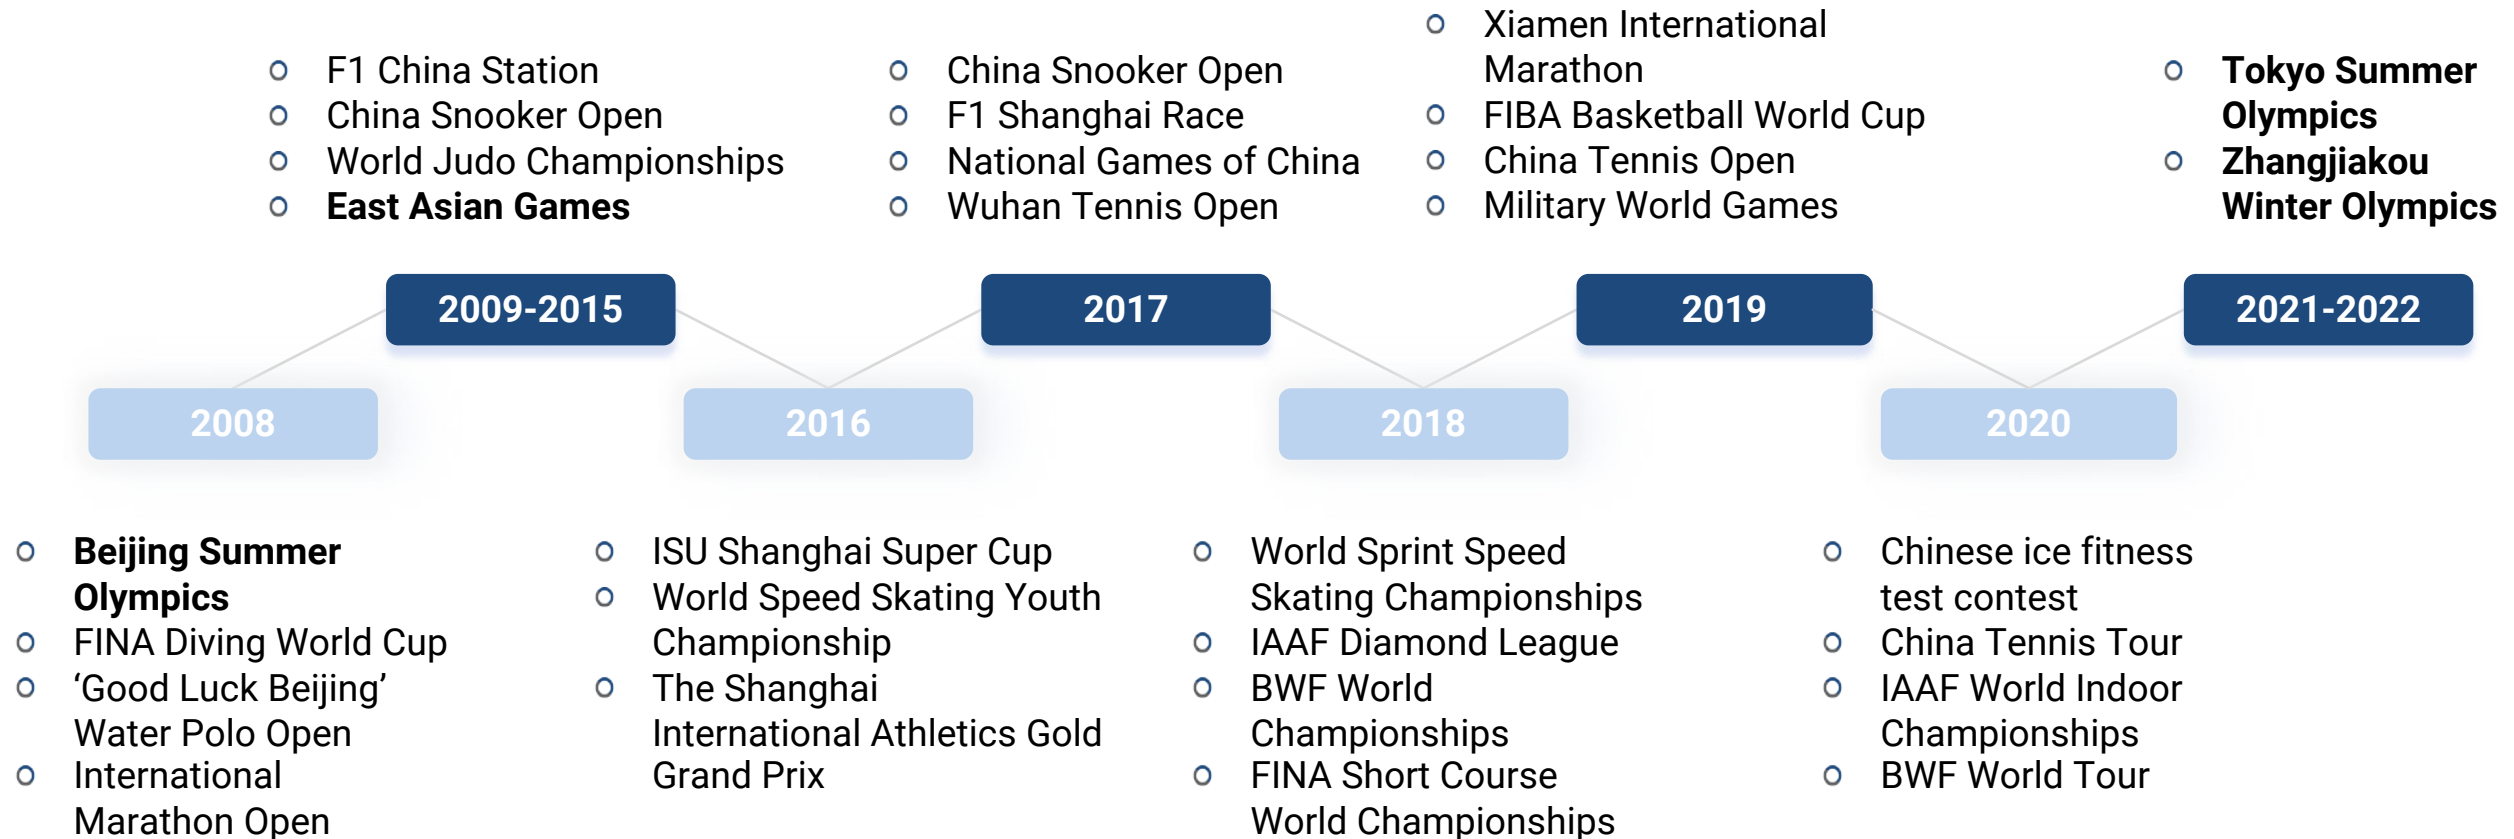 F1 China Station
China Snooker Open
World Judo Championships
East Asian Games
China Snooker Open
F1 Shanghai Race
National Games of China
Wuhan Tennis Open
Xiamen International
Marathon
FIBA Basketball World Cup
China Tennis Open
Military World Games
Tokyo Summer
Olympics
Zhangjiakou
Winter Olympics
2009-2015
2017
2019
2021-2022
2008
2016
2018
2020
Beijing Summer
Olympics
FINA Diving World Cup
‘Good Luck Beijing’
Water Polo Open
International
Marathon Open
ISU Shanghai Super Cup
World Speed Skating Youth
Championship
The Shanghai
International Athletics Gold
Grand Prix
World Sprint Speed
Skating Championships
IAAF Diamond League
BWF World
Championships
FINA Short Course
World Championships
Chinese ice fitness
test contest
China Tennis Tour
IAAF World Indoor
Championships
BWF World Tour